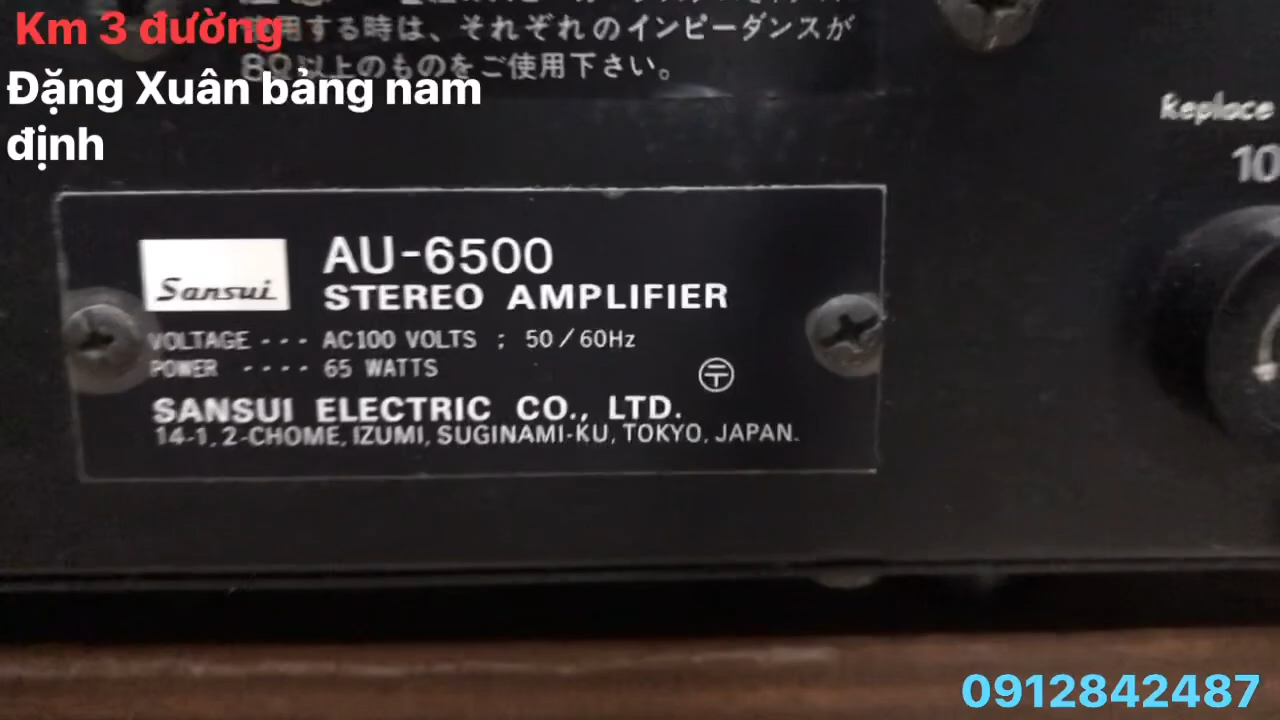 Km 3 đường
Đặng Xuân bảng nam
định
使用する時は、それぞれのインピーダンスが
8Ω以上のものをご使用下さい。
Replace
10
Sansui
AU-6500
STEREO AMPLIFIER
VOLTAGE --- AC100 VOLTS ; 50/60Hz
POWER ---- 65 WATTS
〒
SANSUI ELECTRIC CO., LTD.
14-1, 2-CHOME, IZUMI, SUGINAMI-KU, TOKYO, JAPAN.
0912842487